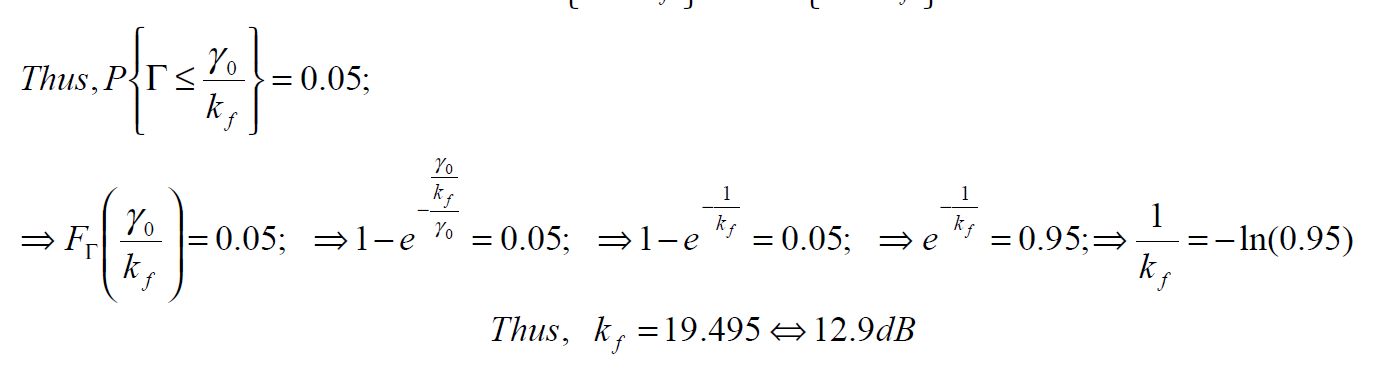 Thus, P{Γ ≤ γ₀/k_f} = 0.05;
⇒ F_Γ(γ₀/k_f) = 0.05; ⇒ 1 − e^(−(γ₀/k_f)/γ₀) = 0.05; ⇒ 1 − e^(−1/k_f) = 0.05; ⇒ e^(−1/k_f) = 0.95; ⇒ 1/k_f = −ln(0.95)
Thus, k_f = 19.495 ⇔ 12.9dB